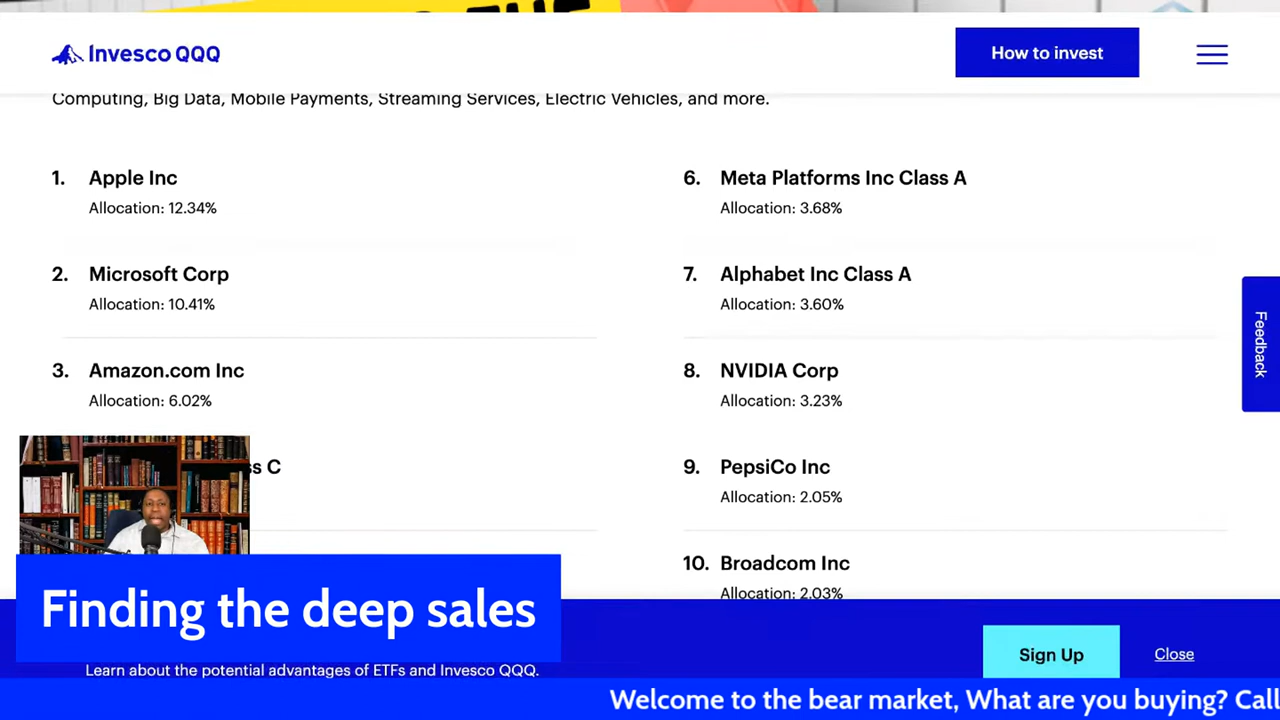 Invesco QQQ
How to invest
Computing, Big Data, Mobile Payments, Streaming Services, Electric Vehicles, and more.
1. Apple Inc
Allocation: 12.34%
2. Microsoft Corp
Allocation: 10.41%
3. Amazon.com Inc
Allocation: 6.02%
ss C
6. Meta Platforms Inc Class A
Allocation: 3.68%
7. Alphabet Inc Class A
Allocation: 3.60%
8. NVIDIA Corp
Allocation: 3.23%
9. PepsiCo Inc
Allocation: 2.05%
10. Broadcom Inc
Allocation: 2.03%
Feedback
Finding the deep sales
Learn about the potential advantages of ETFs and Invesco QQQ.
Sign Up
Close
Welcome to the bear market, What are you buying? Call